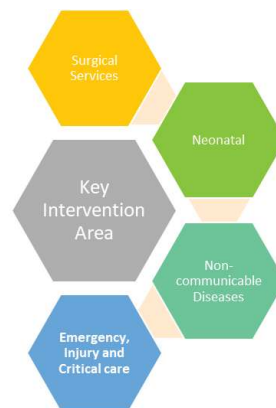 Surgical
Services
Neonatal
Key
Intervention
Area
Non-
communicable
Diseases
Emergency,
Injury and
Critical care